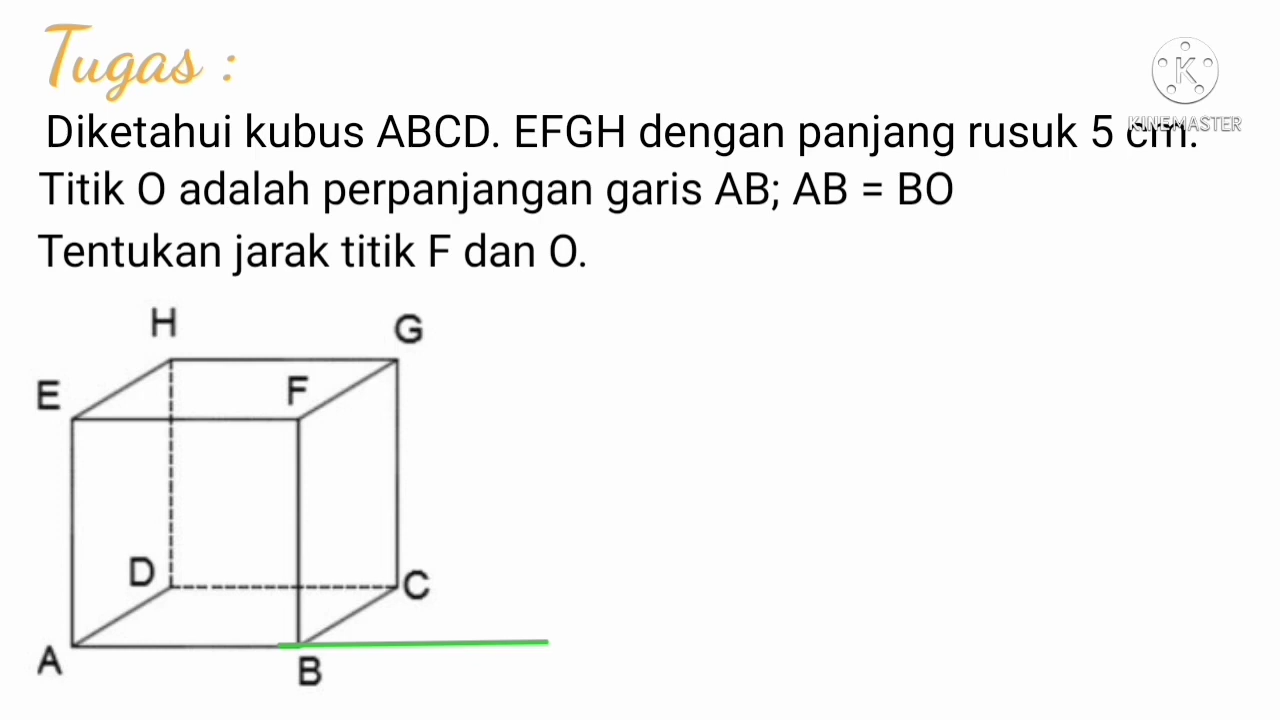 Tugas :
K
KINEMASTER
Diketahui kubus ABCD. EFGH dengan panjang rusuk 5 cm.
Titik O adalah perpanjangan garis AB; AB = BO
Tentukan jarak titik F dan O.
H
G
E
F
D
C
A
B